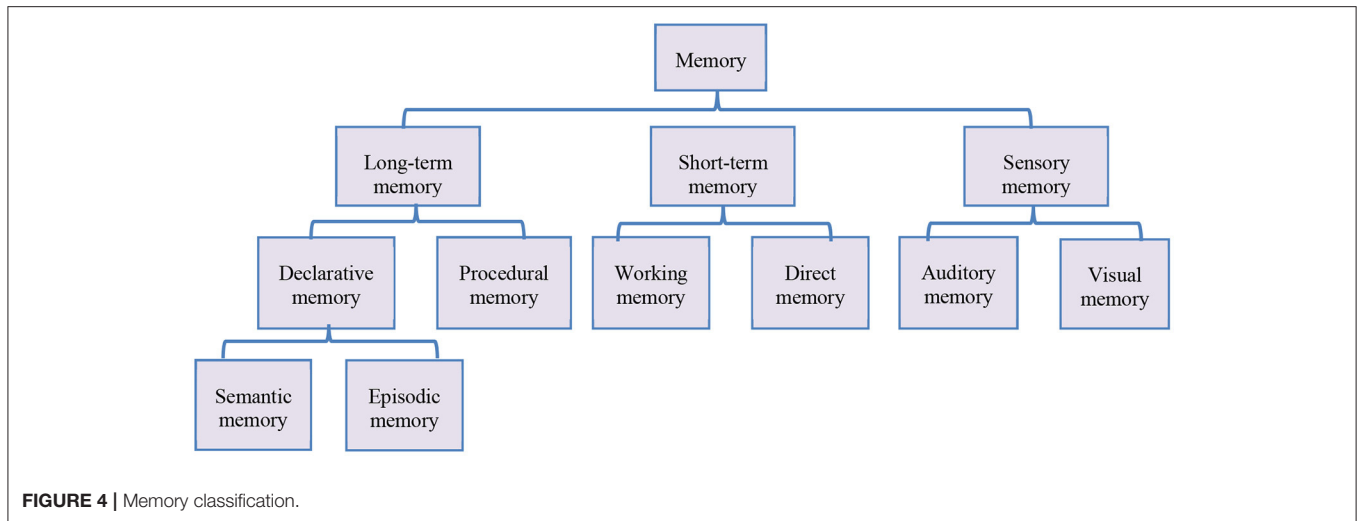 Memory
Long-term
memory
Short-term
memory
Sensory
memory
Declarative
memory
Procedural
memory
Working
memory
Direct
memory
Auditory
memory
Visual
memory
Semantic
memory
Episodic
memory
FIGURE 4 | Memory classification.